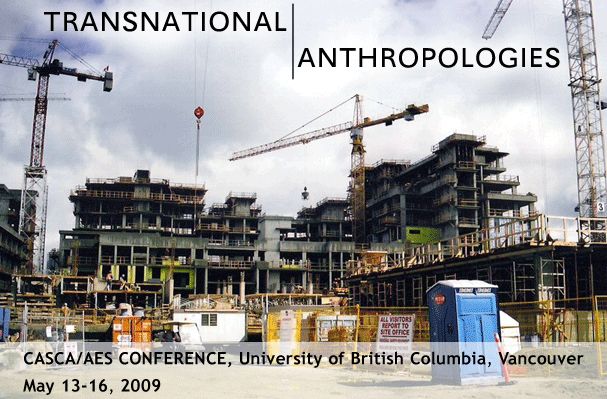 TRANSNATIONAL
ANTHROPOLOGIES
ALL VISITORS
REPORT TO
SITE OFFICE
CASCA/AES CONFERENCE, University of British Columbia, Vancouver
May 13-16, 2009